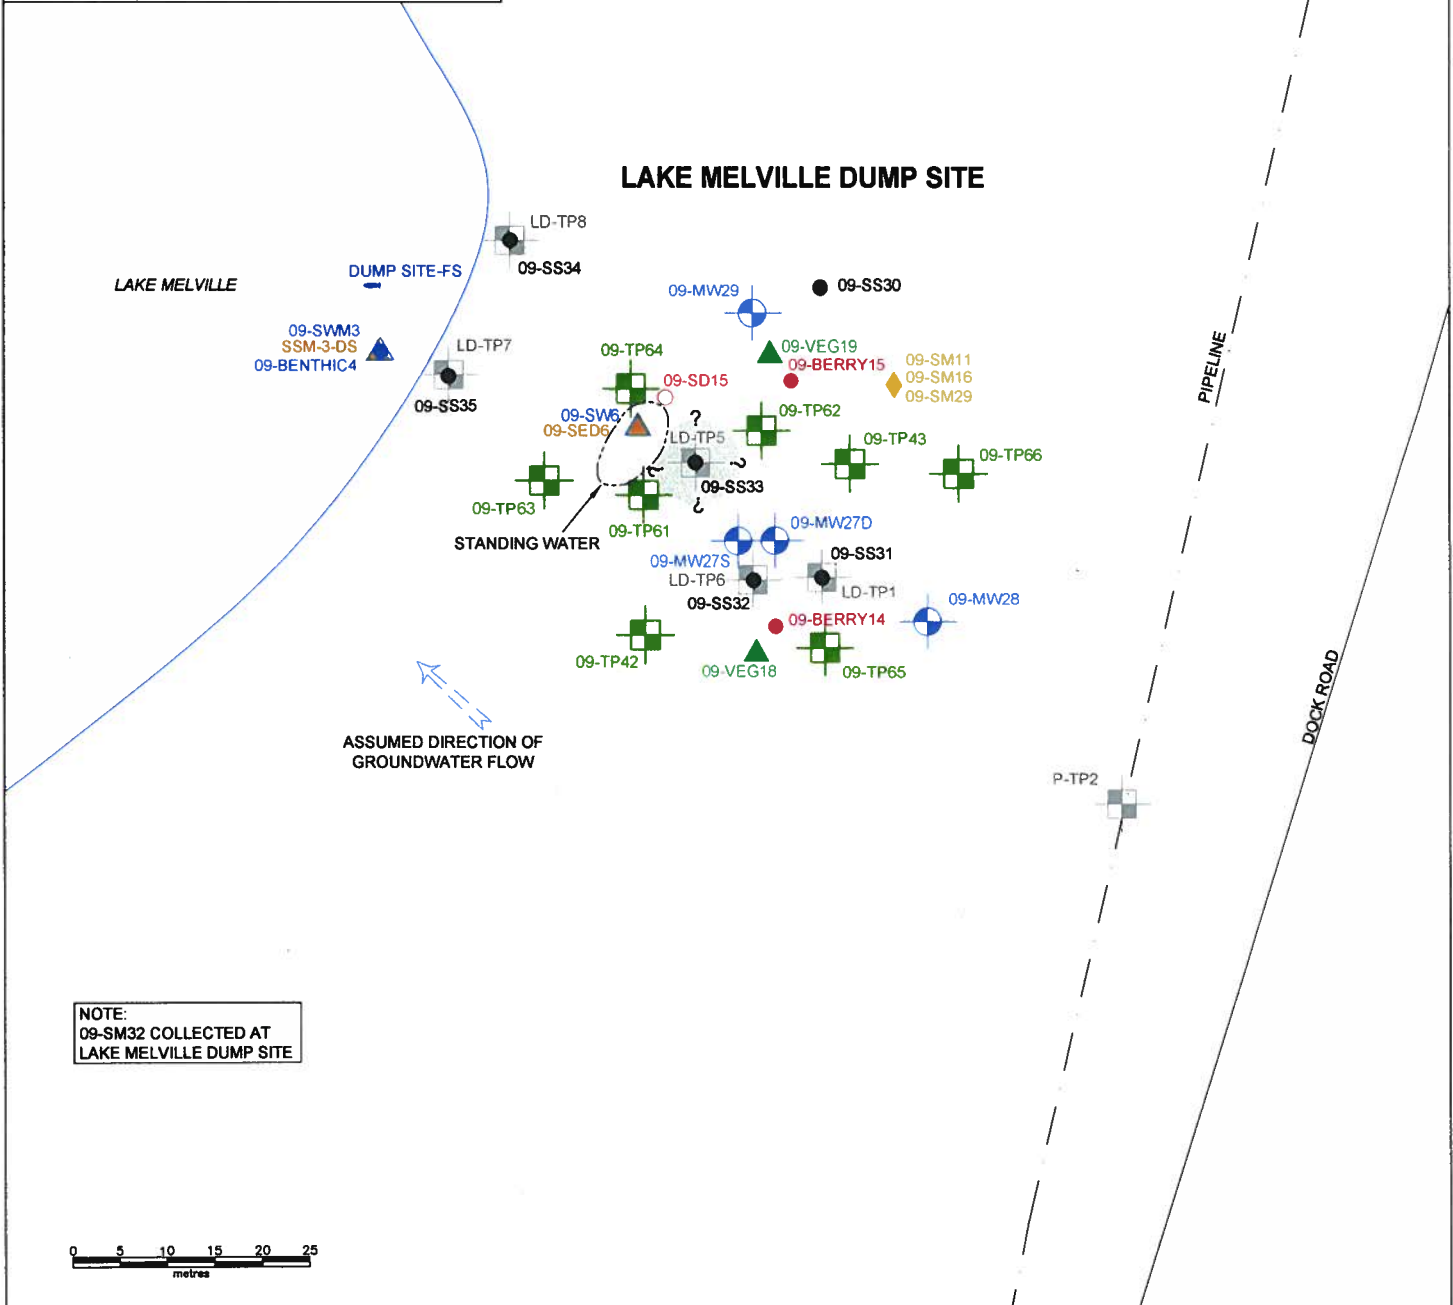 LAKE MELVILLE DUMP SITE
LD-TP8
09-SS34
LAKE MELVILLE
DUMP SITE-FS
09-MW29
09-SS30
09-SWM3
SSM-3-DS
09-BENTHIC4
LD-TP7
09-SS35
09-TP64
09-VEG19
09-BERRY15
09-SM11
09-SM16
09-SM29
09-SD15
09-SW6
09-SED6
?
LD-TP5
09-TP62
09-TP43
09-TP66
?
?
09-SS33
?
09-TP63
09-TP61
STANDING WATER
09-MW27D
09-MW27S
09-SS31
LD-TP6
09-SS32
LD-TP1
09-MW28
09-BERRY14
09-TP42
09-VEG18
09-TP65
PIPELINE
DOCK ROAD
ASSUMED DIRECTION OF
GROUNDWATER FLOW
P-TP2
NOTE:
09-SM32 COLLECTED AT
LAKE MELVILLE DUMP SITE
0 5 10 15 20 25
metres